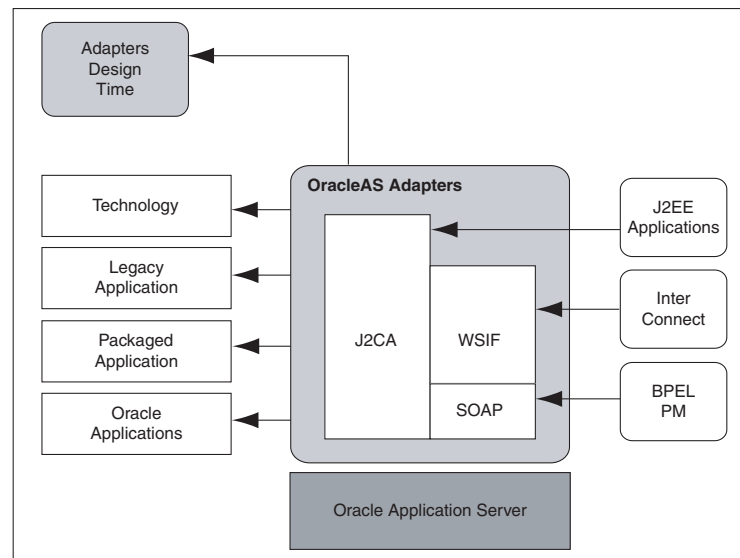 Adapters
Design
Time
OracleAS Adapters
Technology
Legacy
Application
Packaged
Application
Oracle
Applications
J2CA
WSIF
SOAP
J2EE
Applications
Inter
Connect
BPEL
PM
Oracle Application Server